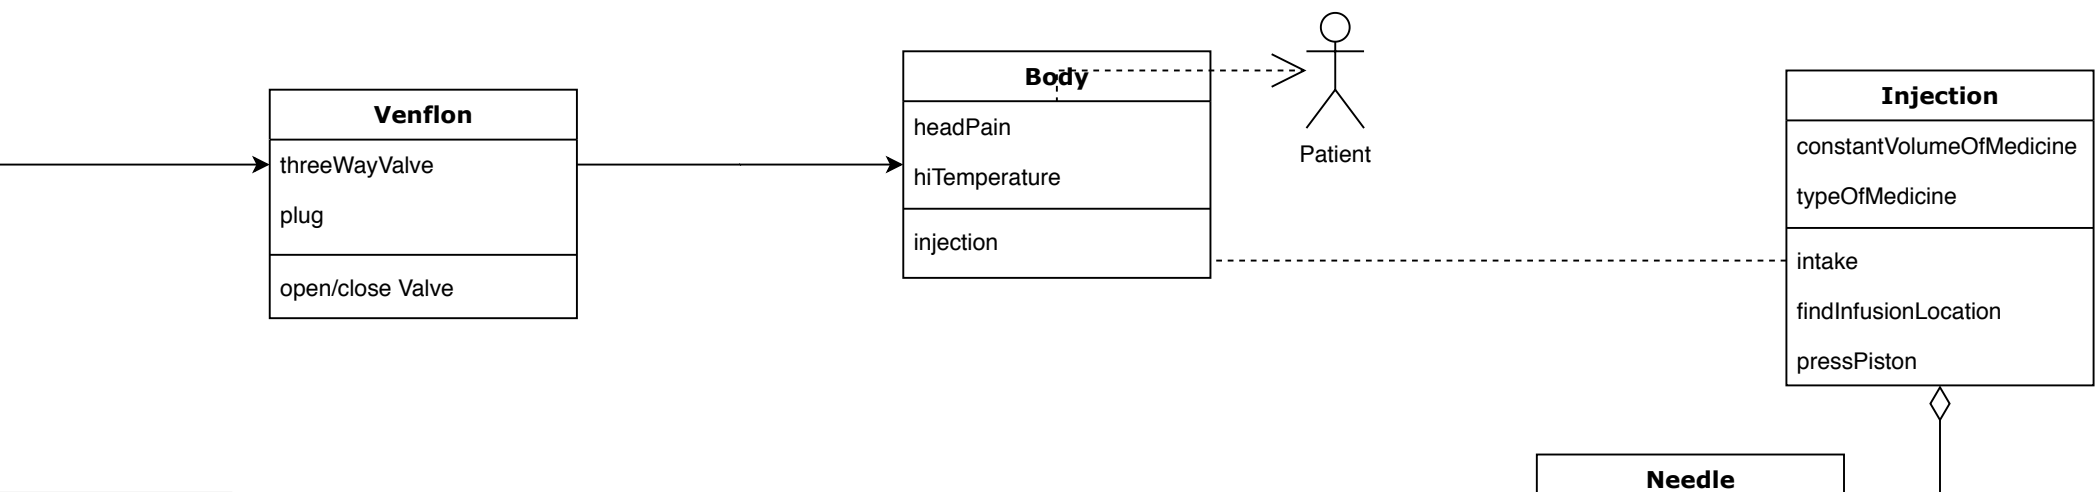 Venflon
threeWayValve
plug
open/close Valve
Body
headPain
hiTemperature
injection
Patient
Injection
constantVolumeOfMedicine
typeOfMedicine
intake
findInfusionLocation
pressPiston
Needle